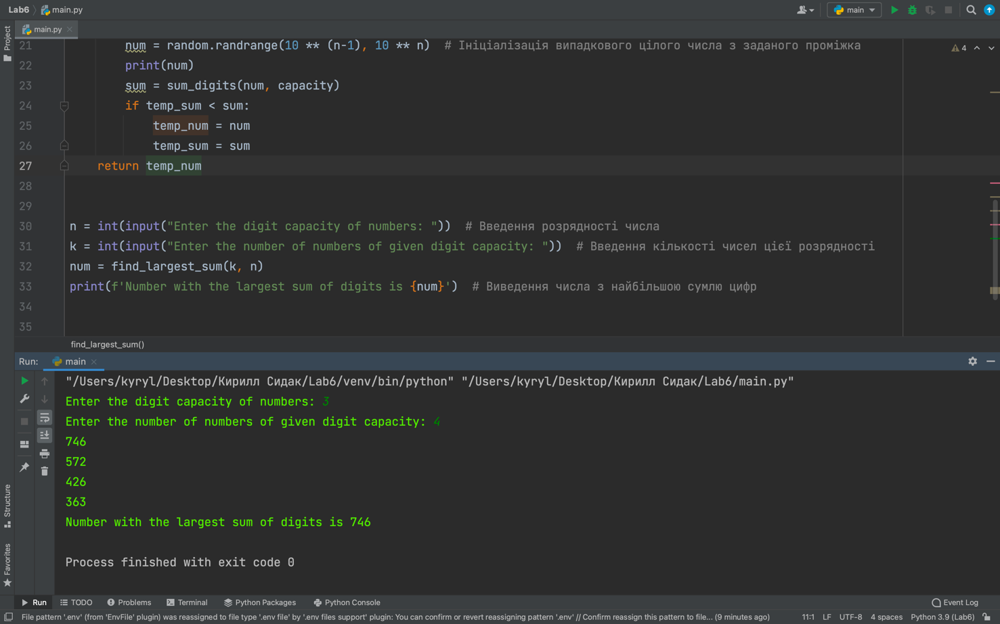 Lab6 main.py
main
main.py
Project
4
21 num = random.randrange(10 ** (n-1), 10 ** n)  # Ініціалізація випадкового цілого числа з заданого проміжка
22 print(num)
23 sum = sum_digits(num, capacity)
24 if temp_sum < sum:
25 temp_num = num
26 temp_sum = sum
27 return temp_num
28
29
30 n = int(input("Enter the digit capacity of numbers: "))  # Введення розрядності числа
31 k = int(input("Enter the number of numbers of given digit capacity: "))  # Введення кількості чисел цієї розрядності
32 num = find_largest_sum(k, n)
33 print(f'Number with the largest sum of digits is {num}')  # Виведення числа з найбільшою сумлю цифр
34
35
find_largest_sum()
Run: main
"/Users/kyryl/Desktop/Кирилл Сидак/Lab6/venv/bin/python" "/Users/kyryl/Desktop/Кирилл Сидак/Lab6/main.py"
Enter the digit capacity of numbers: 3
Enter the number of numbers of given digit capacity: 4
746
572
426
363
Number with the largest sum of digits is 746
Process finished with exit code 0
Structure
Favorites
Run TODO Problems Terminal Python Packages Python Console Event Log
File pattern '.env' (from 'EnvFile' plugin) was reassigned to file type '.env file' by '.env files support' plugin: You can confirm or revert reassigning pattern '.env' // Confirm reassign this pattern to file... (9 minutes ago) 11:1 LF UTF-8 4 spaces Python 3.9 (Lab6)